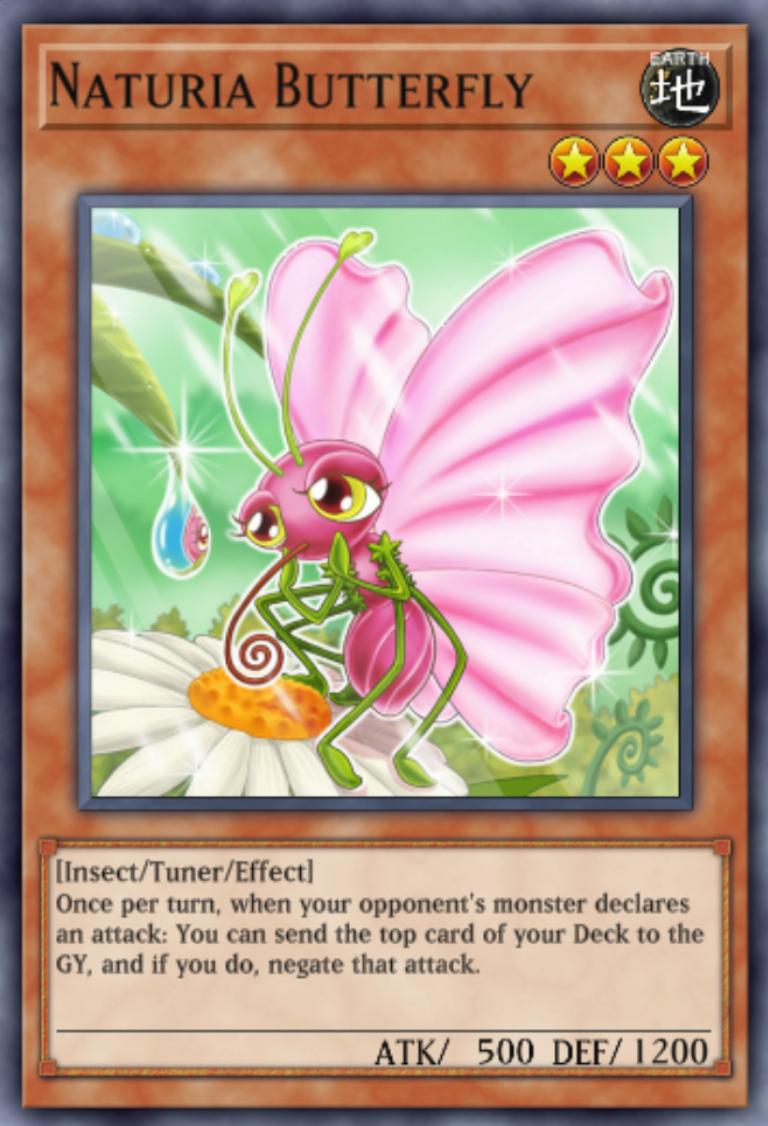 NATURIA BUTTERFLY
EARTH
地
[Insect/Tuner/Effect]
Once per turn, when your opponent's monster declares
an attack: You can send the top card of your Deck to the
GY, and if you do, negate that attack.
ATK/ 500 DEF/ 1200